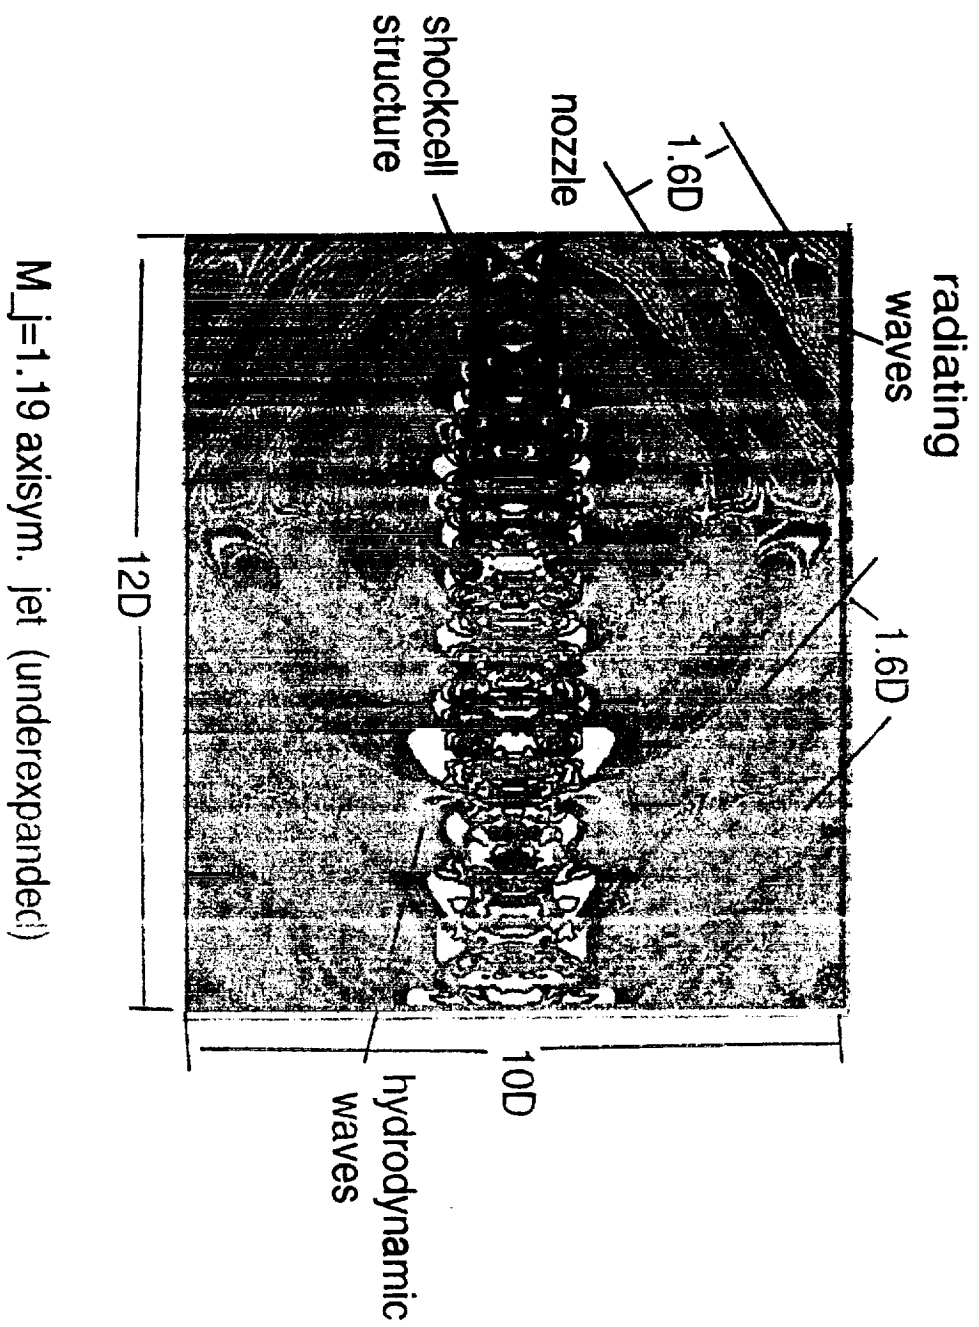 radiating
waves
1.6D
nozzle
shockcell
structure
1.6D
12D
10D
hydrodynamic
waves
M_j=1.19 axisym. jet (underexpanded)